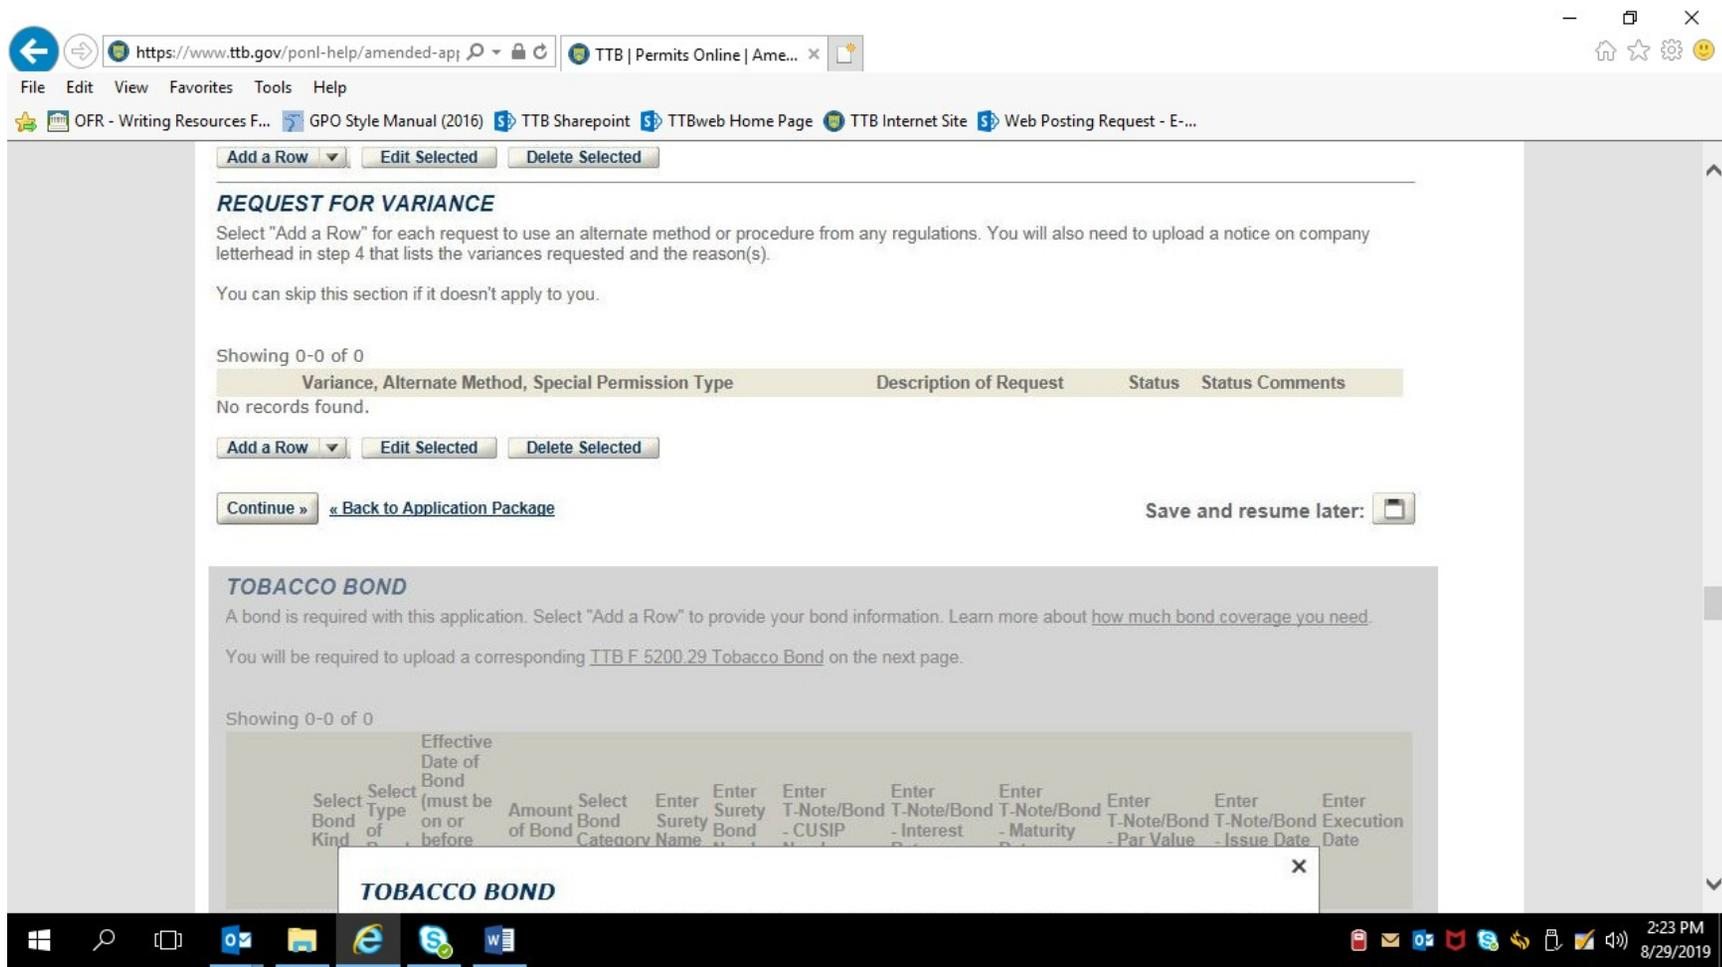 https://www.ttb.gov/ponl-help/amended-ap
TTB | Permits Online | Ame...
File Edit View Favorites Tools Help
OFR - Writing Resources F... GPO Style Manual (2016) TTB Sharepoint TTBweb Home Page TTB Internet Site Web Posting Request - E-...
Add a Row Edit Selected Delete Selected
REQUEST FOR VARIANCE
Select "Add a Row" for each request to use an alternate method or procedure from any regulations. You will also need to upload a notice on company
letterhead in step 4 that lists the variances requested and the reason(s).
You can skip this section if it doesn't apply to you.
Showing 0-0 of 0
Variance, Alternate Method, Special Permission Type Description of Request Status Status Comments
No records found.
Add a Row Edit Selected Delete Selected
Continue » « Back to Application Package Save and resume later:
TOBACCO BOND
A bond is required with this application. Select "Add a Row" to provide your bond information. Learn more about how much bond coverage you need.
You will be required to upload a corresponding TTB F 5200.29 Tobacco Bond on the next page.
Showing 0-0 of 0
Effective
Date of
Bond
Select Select (must be Amount Select Enter Enter Enter Enter Enter Enter Enter Enter
Bond Type on or of Bond Bond Surety Surety T-Note/Bond T-Note/Bond T-Note/Bond T-Note/Bond T-Note/Bond Execution
Kind of before Category Name Bond - CUSIP - Interest - Maturity - Par Value - Issue Date Date
TOBACCO BOND
2:23 PM
8/29/2019